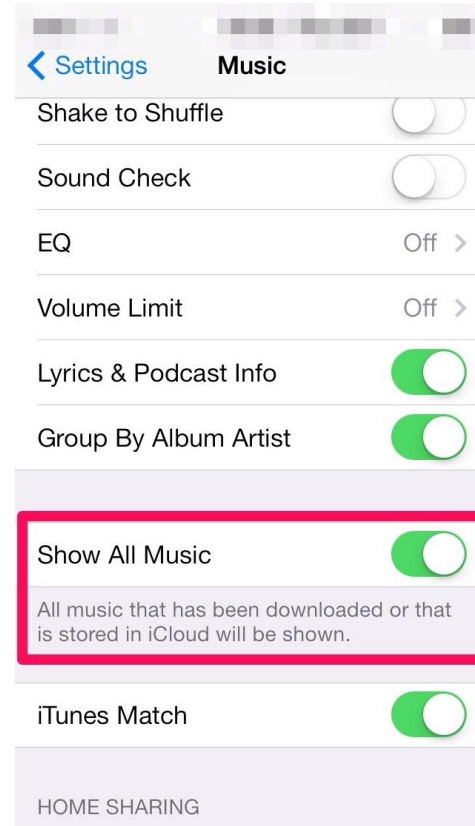 Settings Music
Shake to Shuffle
Sound Check
EQ Off
Volume Limit Off
Lyrics & Podcast Info
Group By Album Artist
Show All Music
All music that has been downloaded or that
is stored in iCloud will be shown.
iTunes Match
HOME SHARING